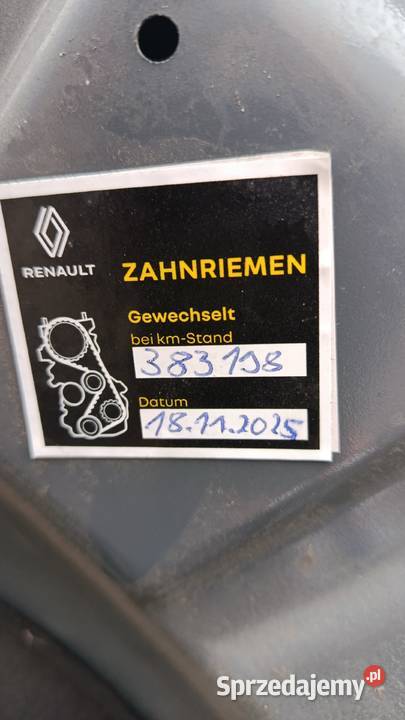 RENAULT
ZAHNRIEMEN
Gewechselt
bei km-Stand
383198
Datum
18.11.2025
Sprzedajemy.pl